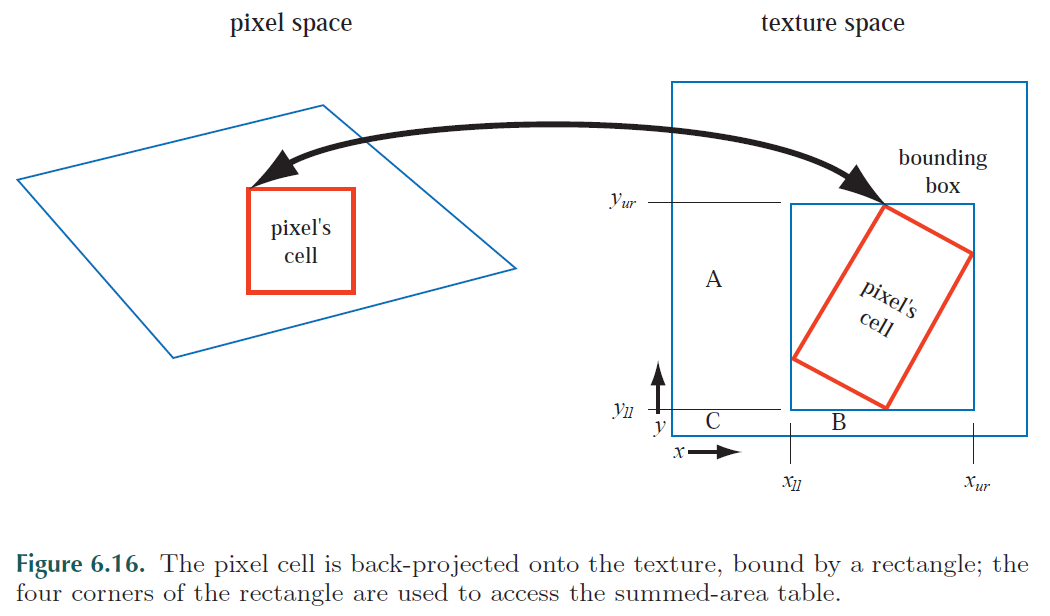 pixel space
texture space
bounding
box
pixel's
cell
y_ur
A
pixel's
cell
y_ll
C
B
y
x
x_ll
x_ur
Figure 6.16. The pixel cell is back-projected onto the texture, bound by a rectangle; the
four corners of the rectangle are used to access the summed-area table.